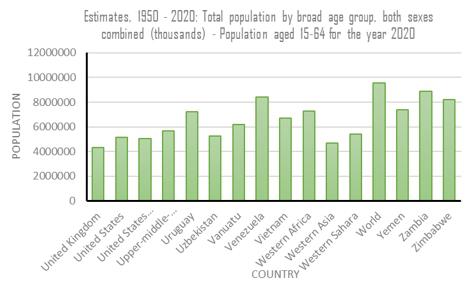 Estimates, 1950 - 2020: Total population by broad age group, both sexes
combined (thousands) - Population aged 15-64 for the year 2020
12000000
10000000
8000000
6000000
4000000
2000000
0
POPULATION
United Kingdom
United States
United States...
Upper-middle-...
Uruguay
Uzbekistan
Vanuatu
Venezuela
Vietnam
Western Africa
Western Asia
Western Sahara
World
Yemen
Zambia
Zimbabwe
COUNTRY